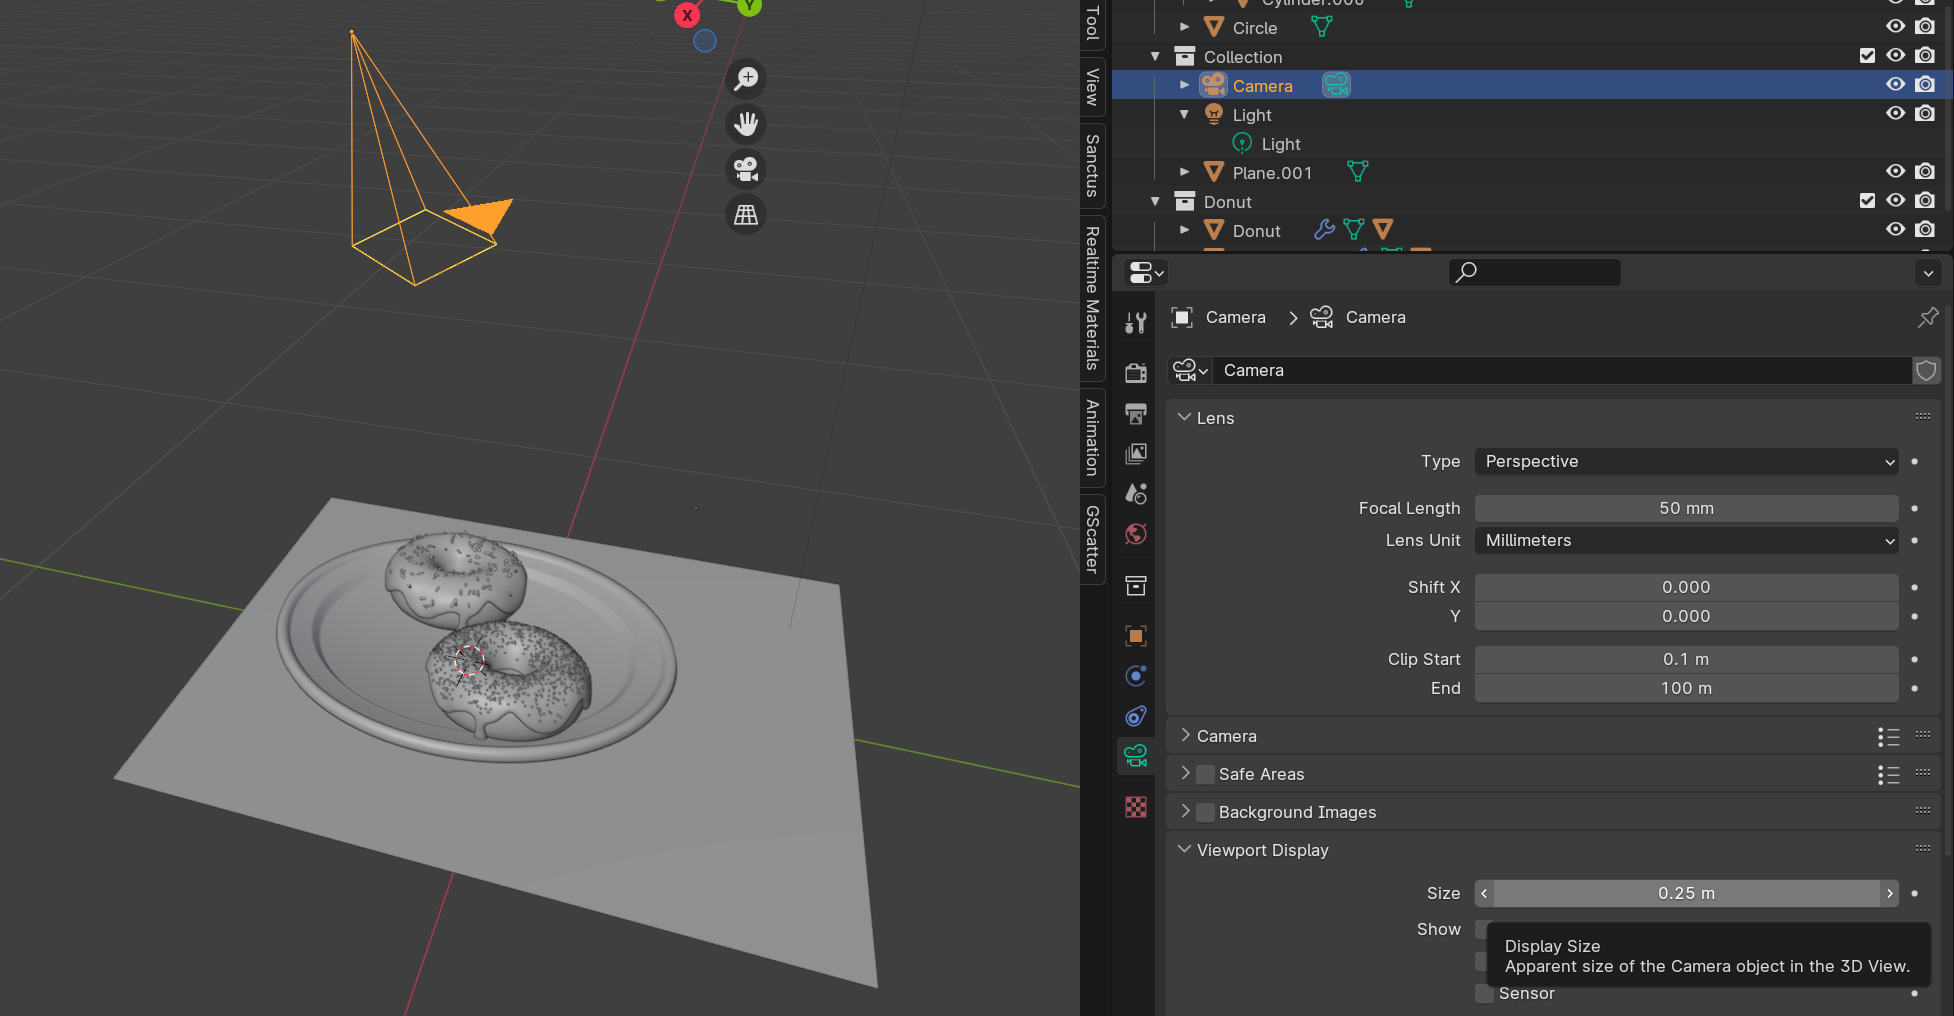 X
Y
Tool
View
Sanctus
Realtime Materials
Animation
GScatter
Circle
Collection
Camera
Light
Light
Plane.001
Donut
Donut
Camera
Camera
Camera
Lens
Type
Perspective
Focal Length
50 mm
Lens Unit
Millimeters
Shift X
0.000
Y
0.000
Clip Start
0.1 m
End
100 m
Camera
Safe Areas
Background Images
Viewport Display
Size
0.25 m
Show
Display Size
Apparent size of the Camera object in the 3D View.
Sensor